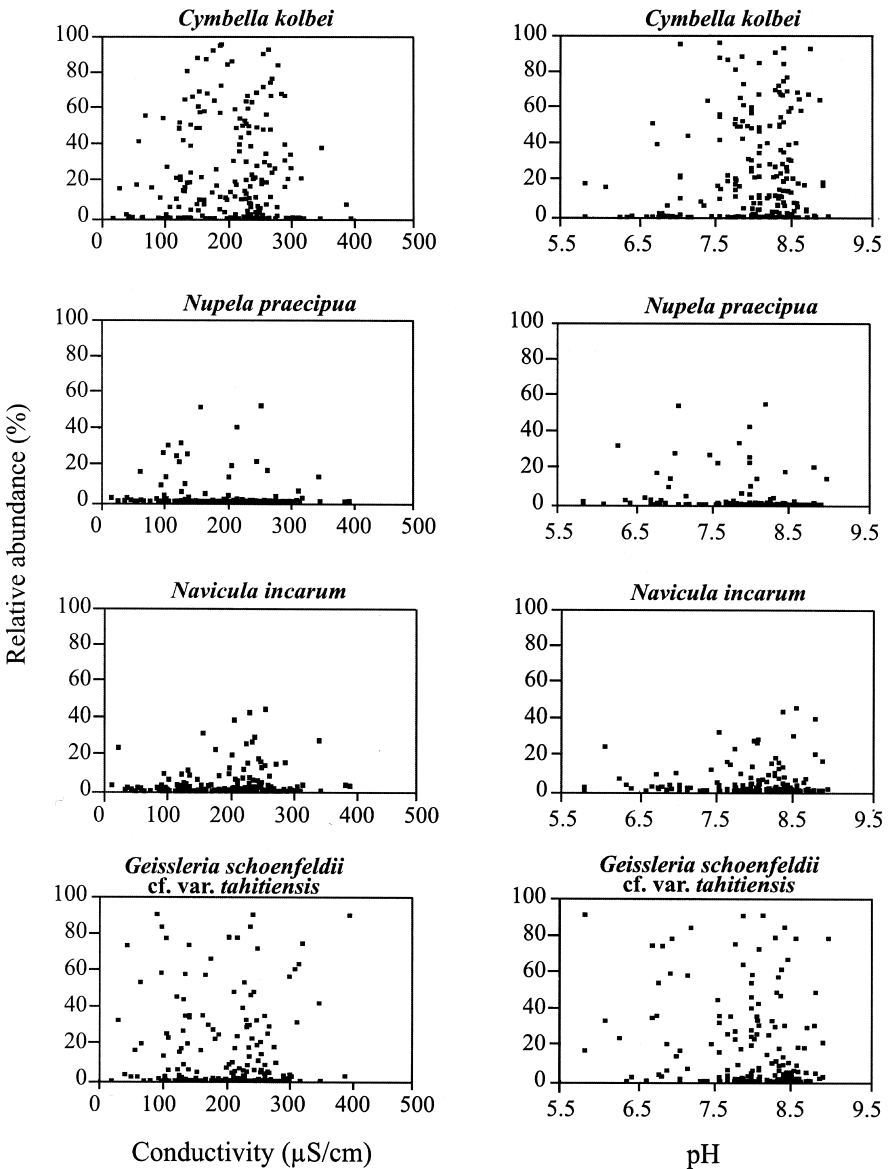 Cymbella kolbei
Cymbella kolbei
100
80
60
40
20
0
0 100 200 300 400 500
100
80
60
40
20
0
5.5 6.5 7.5 8.5 9.5
Nupela praecipua
Nupela praecipua
100
80
60
40
20
0
0 100 200 300 400 500
100
80
60
40
20
0
5.5 6.5 7.5 8.5 9.5
Relative abundance (%)
Navicula incarum
Navicula incarum
100
80
60
40
20
0
0 100 200 300 400 500
100
80
60
40
20
0
5.5 6.5 7.5 8.5 9.5
Geissleria schoenfeldii
cf. var. tahitiensis
Geissleria schoenfeldii
cf. var. tahitiensis
100
80
60
40
20
0
0 100 200 300 400 500
100
80
60
40
20
0
5.5 6.5 7.5 8.5 9.5
Conductivity (µS/cm)
pH